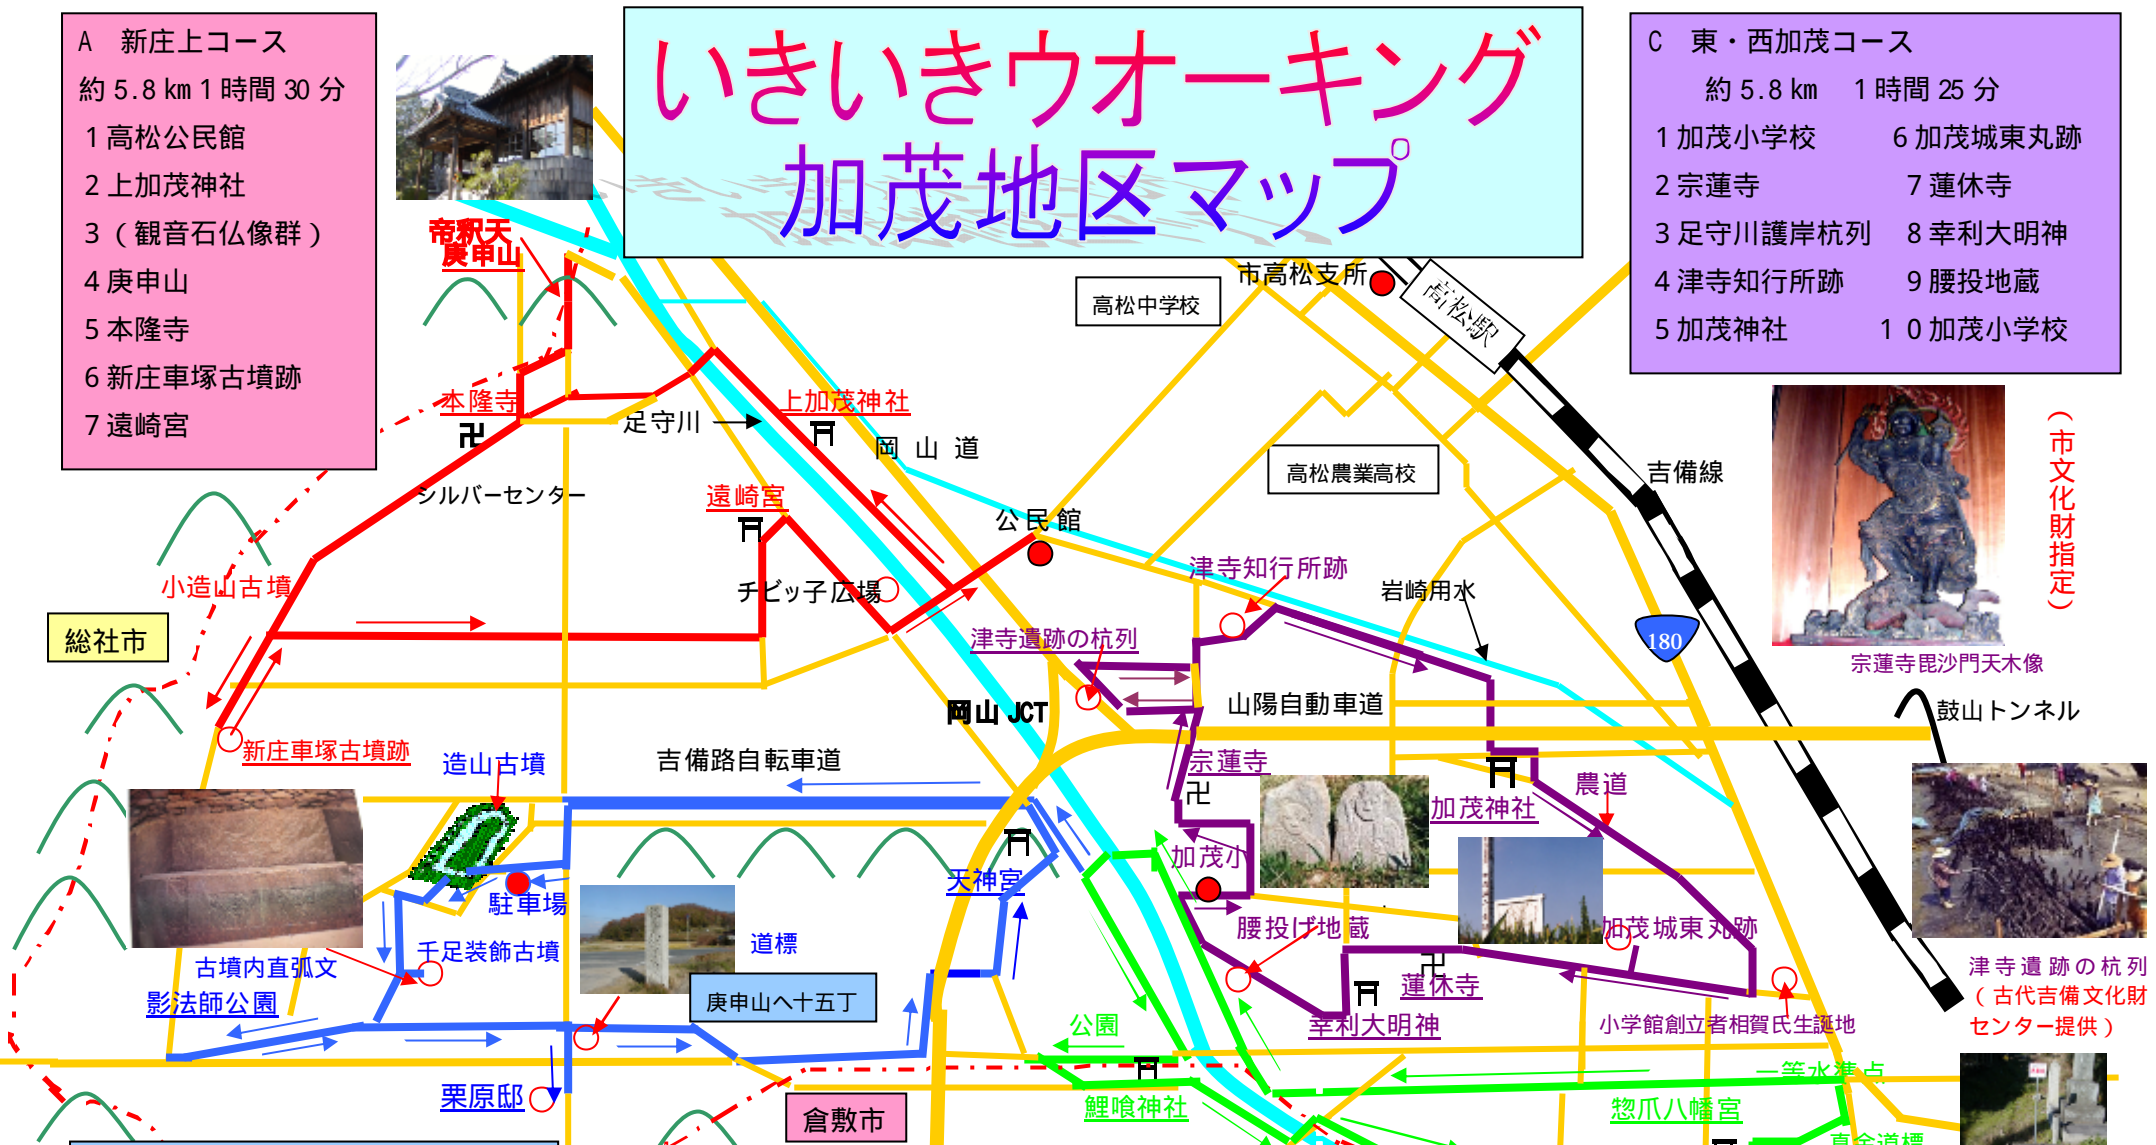 いきいきウオーキング
加茂地区マップ
A　新庄上コース
約5.8km 1時間30分
1高松公民館
2上加茂神社
3（観音石仏像群）
4庚申山
5本隆寺
6新庄車塚古墳跡
7遠崎宮
C　東・西加茂コース
約5.8km　1時間25分
1加茂小学校　6加茂城東丸跡
2宗蓮寺　7蓮休寺
3足守川護岸杭列　8幸利大明神
4津寺知行所跡　9腰投地蔵
5加茂神社　10加茂小学校
帝釈天
庚申山
市高松支所
高松中学校
高松駅
本隆寺
足守川
上加茂神社
岡山道
高松農業高校
吉備線
（市文化財指定）
シルバーセンター
遠崎宮
公民館
小造山古墳
チビッ子広場
津寺知行所跡
岩崎用水
総社市
津寺遺跡の杭列
180
宗蓮寺毘沙門天木像
岡山JCT
山陽自動車道
鼓山トンネル
新庄車塚古墳跡
造山古墳
吉備路自転車道
宗蓮寺
加茂神社
農道
加茂小
天神宮
駐車場
道標
腰投げ地蔵
加茂城東丸跡
千足装飾古墳
古墳内直弧文
影法師公園
庚申山へ十五丁
蓮休寺
津寺遺跡の杭列
（古代吉備文化財
センター提供）
公園
幸利大明神
小学館創立者相賀氏生誕地
一等水準点
栗原邸
倉敷市
鯉喰神社
惣爪八幡宮
真金道標